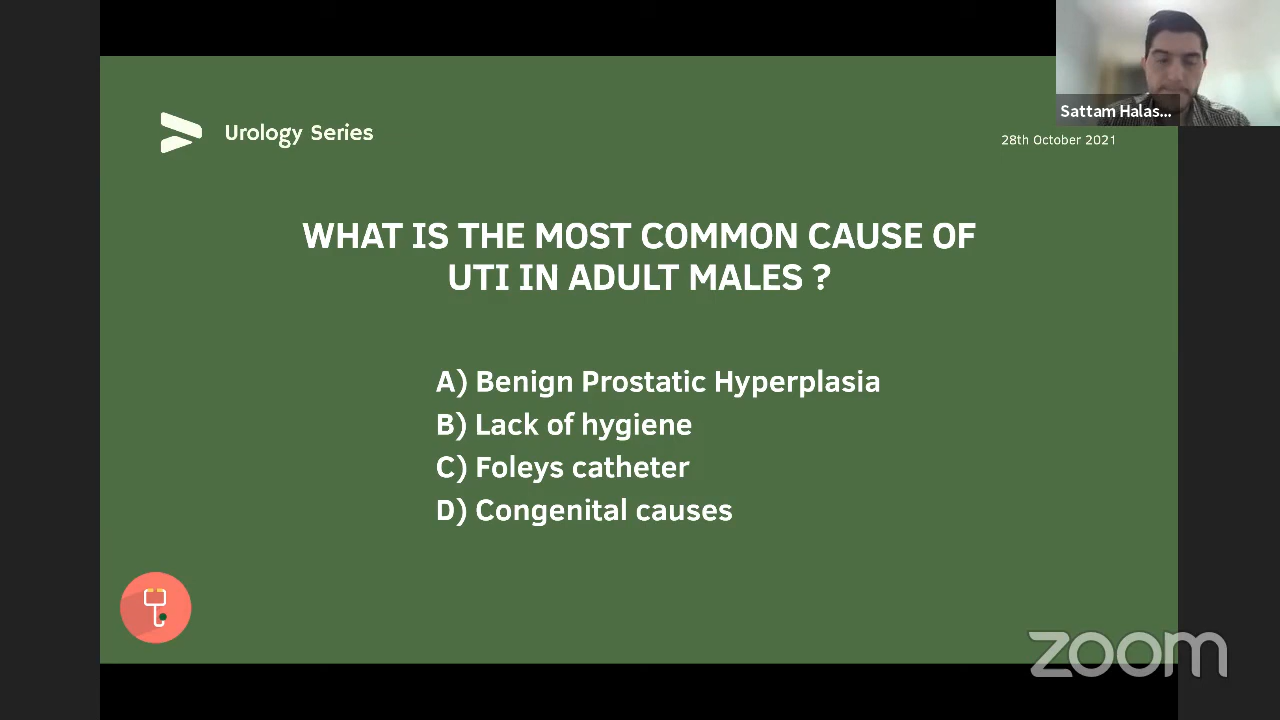 Sattam Halas...
Urology Series
28th October 2021
WHAT IS THE MOST COMMON CAUSE OF
UTI IN ADULT MALES ?
A) Benign Prostatic Hyperplasia
B) Lack of hygiene
C) Foleys catheter
D) Congenital causes
zoom